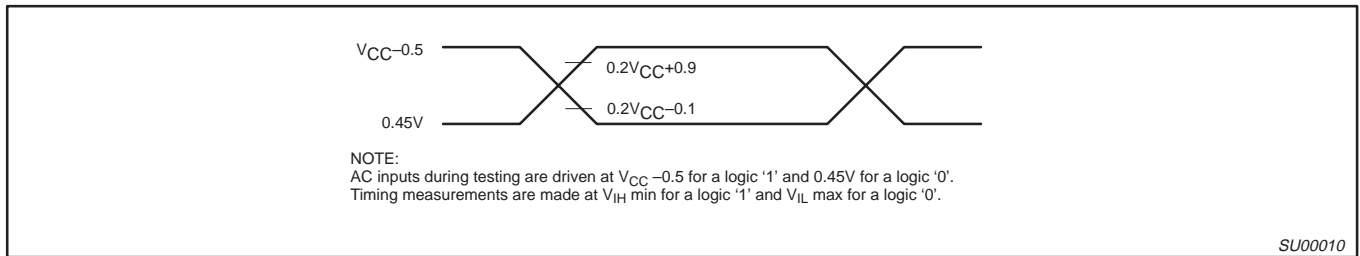 VCC–0.5
0.2VCC+0.9
0.2VCC–0.1
0.45V
NOTE:
AC inputs during testing are driven at VCC –0.5 for a logic ‘1’ and 0.45V for a logic ‘0’.
Timing measurements are made at VIH min for a logic ‘1’ and VIL max for a logic ‘0’.
SU00010